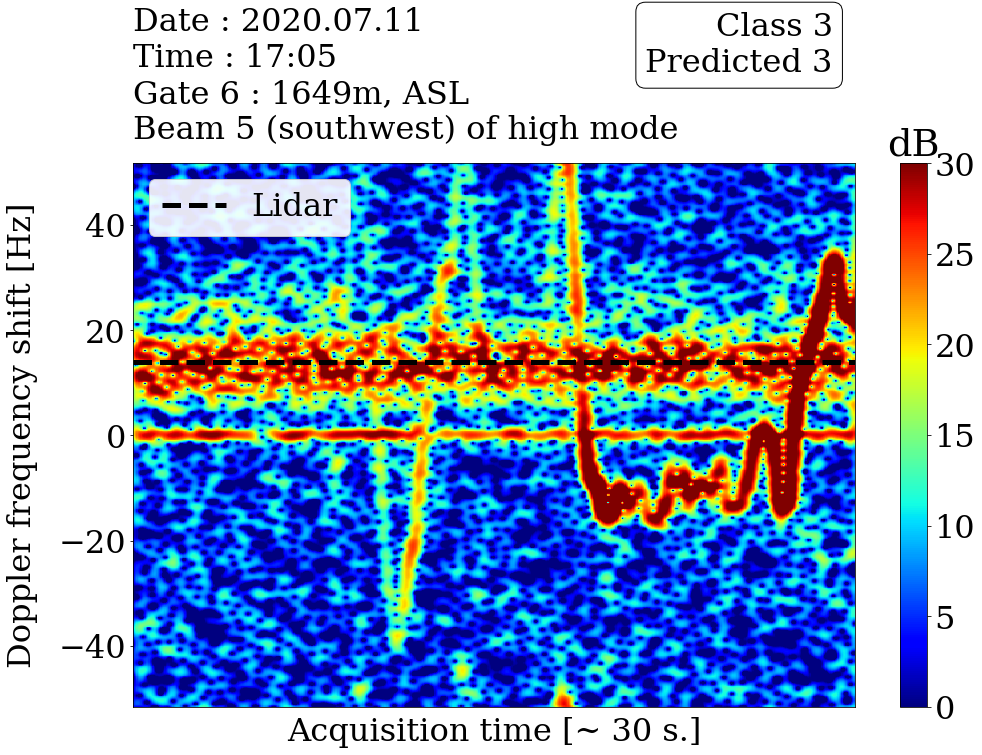 Date : 2020.07.11
Time : 17:05
Gate 6 : 1649m, ASL
Beam 5 (southwest) of high mode
Class 3
Predicted 3
dB
Lidar
Doppler frequency shift [Hz]
40
20
0
−20
−40
30
25
20
15
10
5
0
Acquisition time [~ 30 s.]